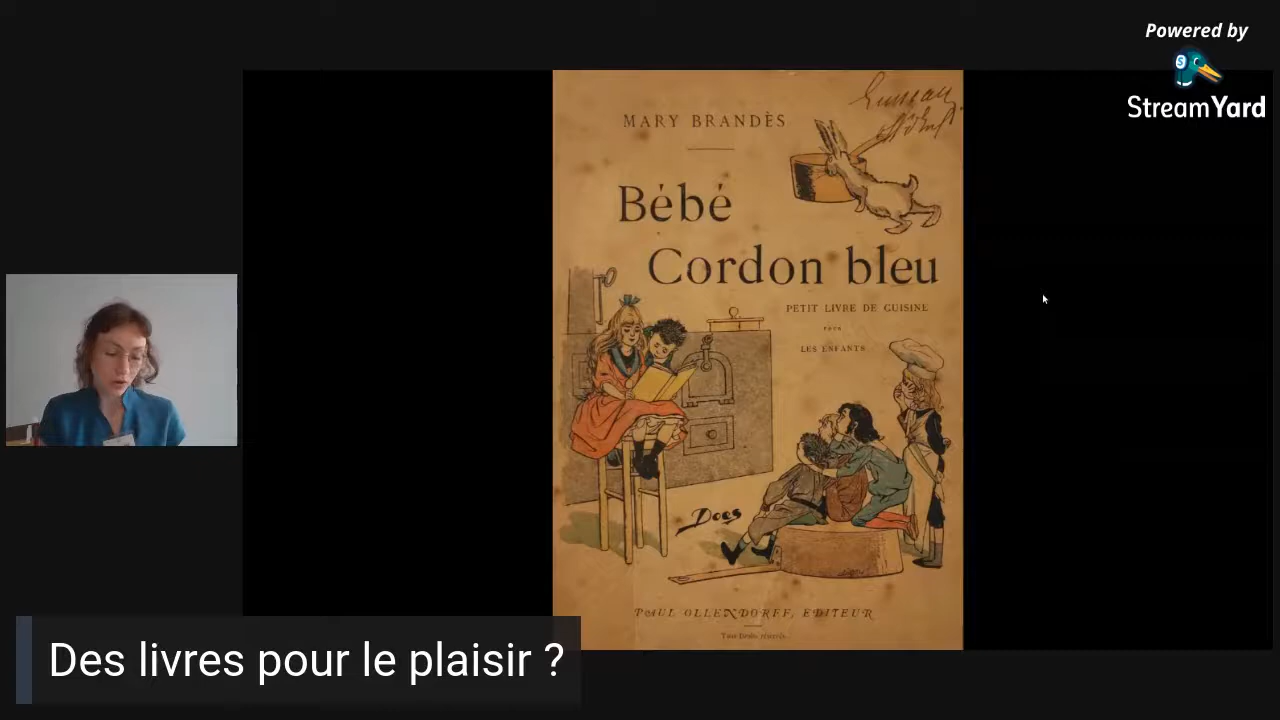 Powered by
StreamYard
MARY BRANDÈS
Bébé
Cordon bleu
PETIT LIVRE DE CUISINE
POUR
LES ENFANTS
Does
PAUL OLLENDORFF, EDITEUR
Tous Droits réservés.
Des livres pour le plaisir ?